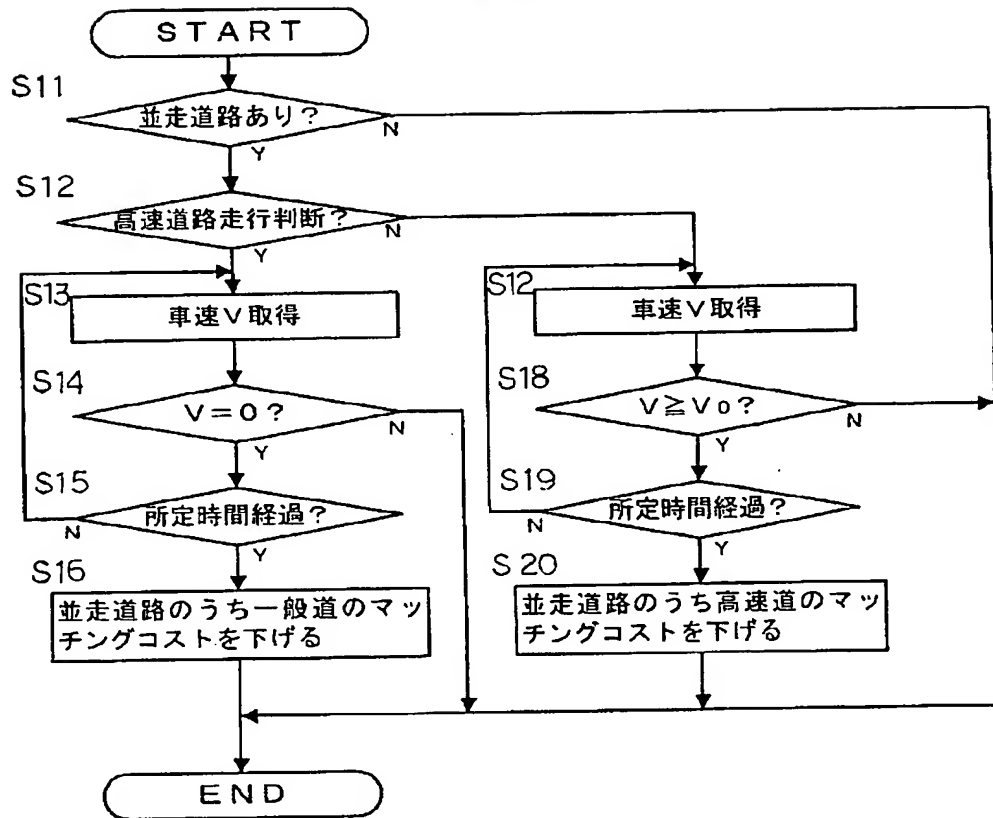 START
S11
並走道路あり?
N
Y
S12
高速道路走行判断?
N
Y
S13
車速V取得
S14
V=0?
N
Y
S15
所定時間経過?
N
Y
S16
並走道路のうち一般道のマッ
チングコストを下げる
S12
車速V取得
S18
V≧Vo?
N
Y
S19
所定時間経過?
N
Y
S20
並走道路のうち高速道のマッ
チングコストを下げる
END